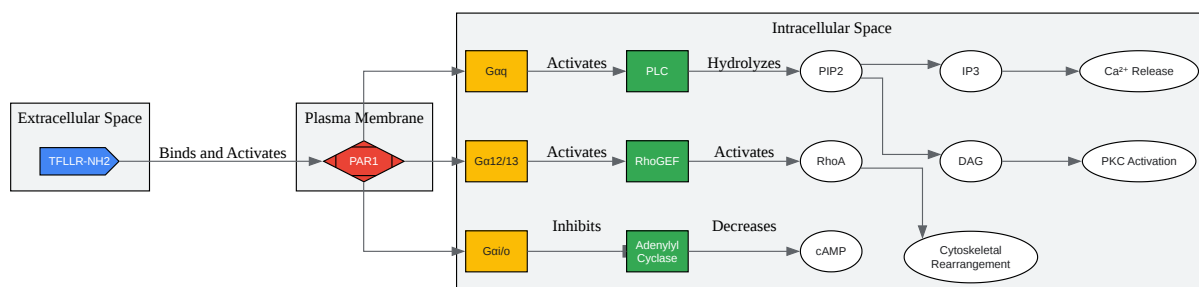 Intracellular Space
Gαq
Activates
PLC
Hydrolyzes
PIP2
IP3
Ca²⁺ Release
Extracellular Space
Plasma Membrane
TFLLR-NH2
Binds and Activates
PAR1
Gα12/13
Activates
RhoGEF
Activates
RhoA
DAG
PKC Activation
Gαi/o
Inhibits
Adenylyl
Cyclase
Decreases
cAMP
Cytoskeletal
Rearrangement